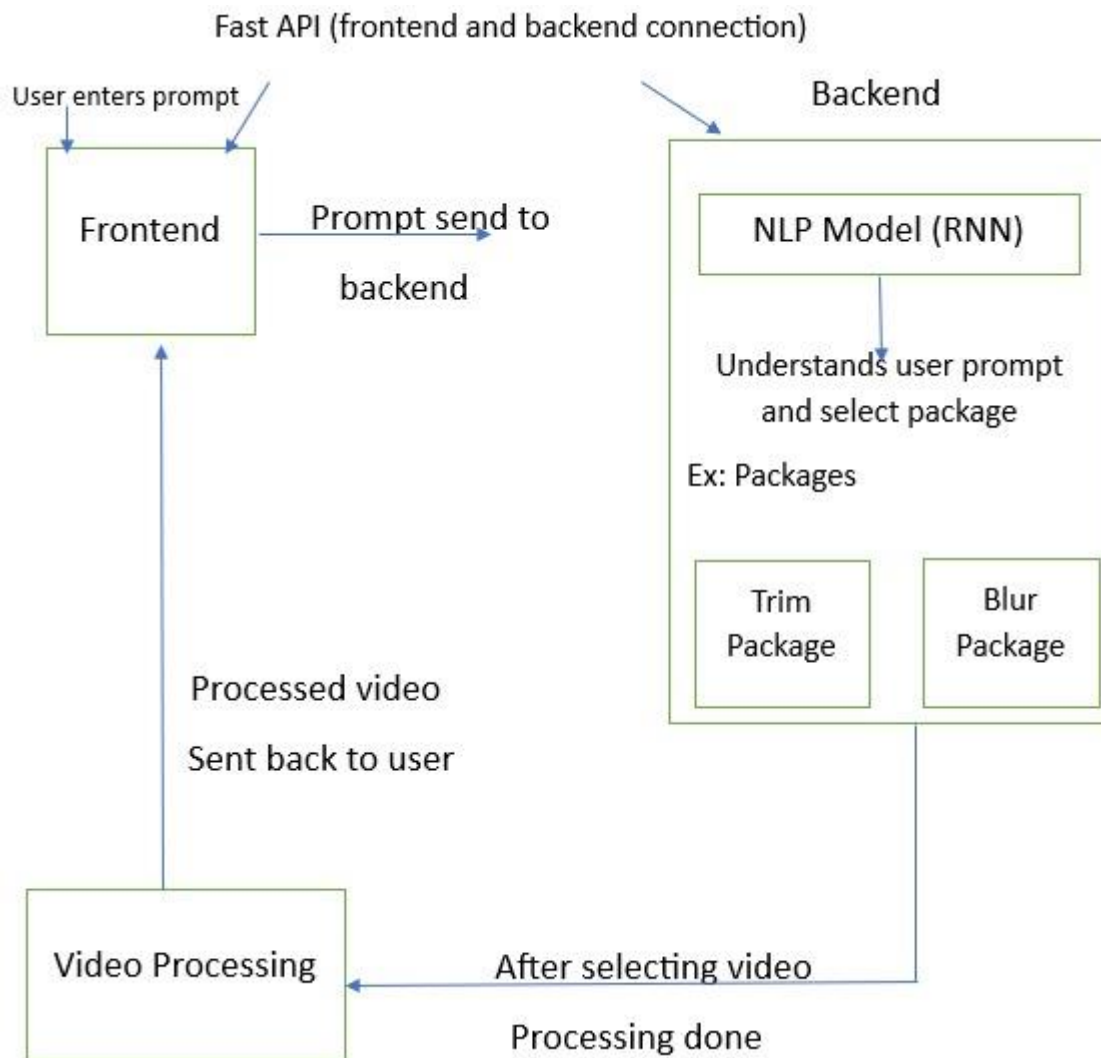 Fast API (frontend and backend connection)
User enters prompt
Backend
Frontend
Prompt send to
backend
NLP Model (RNN)
Understands user prompt
and select package
Ex: Packages
Trim
Package
Blur
Package
Processed video
Sent back to user
Video Processing
After selecting video
Processing done